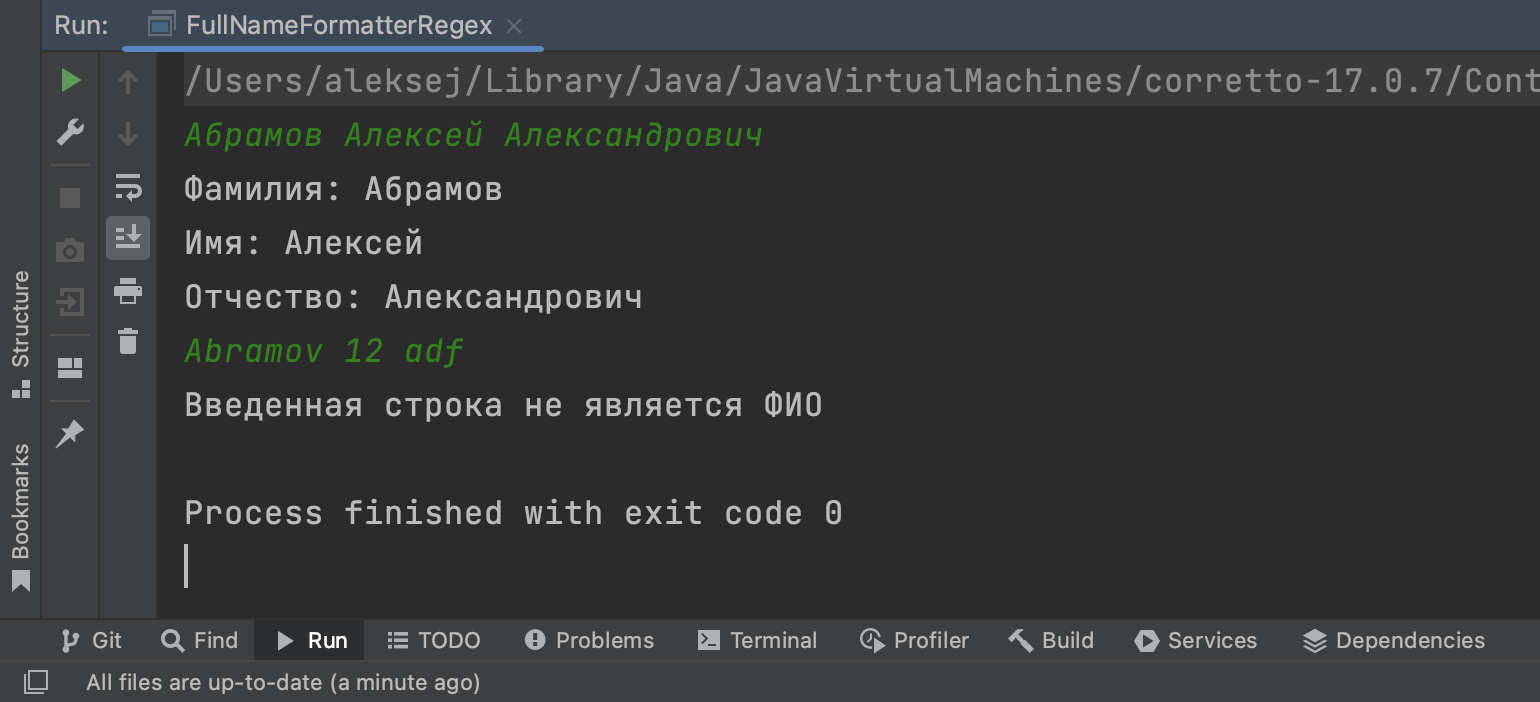 Run: FullNameFormatterRegex
/Users/aleksej/Library/Java/JavaVirtualMachines/corretto-17.0.7/Cont
Абрамов Алексей Александрович
Фамилия: Абрамов
Имя: Алексей
Отчество: Александрович
Abramov 12 adf
Введенная строка не является ФИО
Process finished with exit code 0
Structure
Bookmarks
Git Find Run TODO Problems Terminal Profiler Build Services Dependencies
All files are up-to-date (a minute ago)